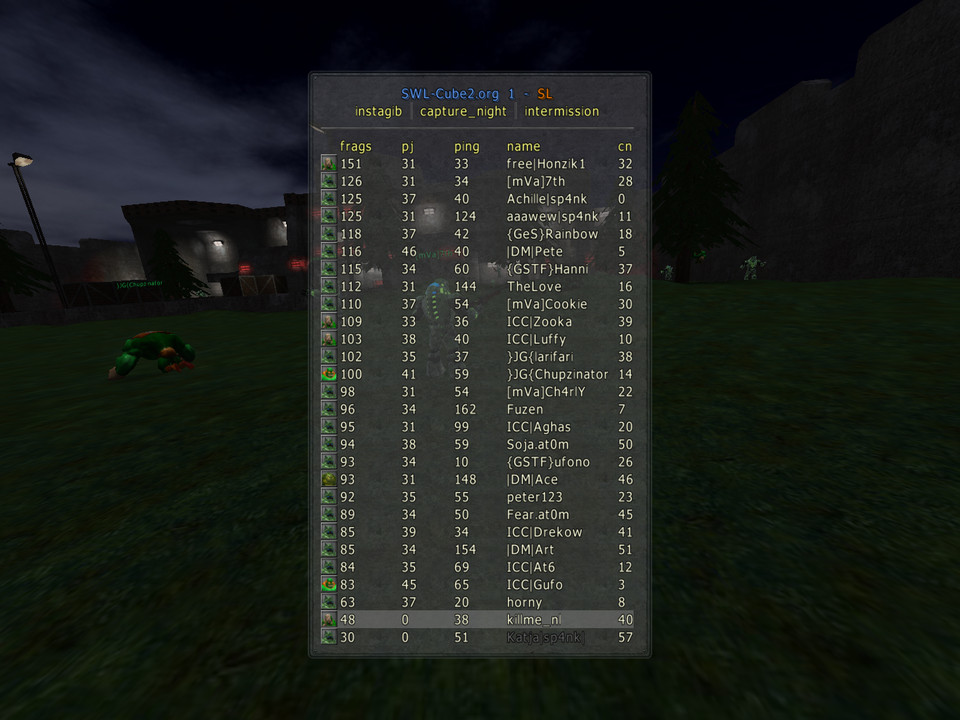 SWL-Cube2.org 1 - SL
instagib | capture_night | intermission
frags pj ping name cn
151 31 33 free|Honzik1 32
126 31 34 [mVa]7th 28
125 37 40 Achille|sp4nk 0
125 31 124 aaawew|sp4nk 11
118 37 42 {GeS}Rainbow 18
116 46 40 |DM|Pete 5
115 34 60 {GSTF}Hanni 37
112 31 144 TheLove 16
110 37 54 [mVa]Cookie 30
109 33 36 ICC|Zooka 39
103 38 40 ICC|Luffy 10
102 35 37 }JG{larifari 38
100 41 59 }JG{Chupzinator 14
98 31 54 [mVa]Ch4rlY 22
96 34 162 Fuzen 7
95 31 99 ICC|Aghas 20
94 38 59 Soja.at0m 50
93 34 10 {GSTF}ufono 26
93 31 148 |DM|Ace 46
92 35 55 peter123 23
89 34 50 Fear.at0m 45
85 39 34 ICC|Drekow 41
85 34 154 |DM|Art 51
84 35 69 ICC|At6 12
83 45 65 ICC|Gufo 3
63 37 20 horny 8
48 0 38 killme_nl 40
30 0 51 Katja|sp4nk| 57
}JG{Chupzinator